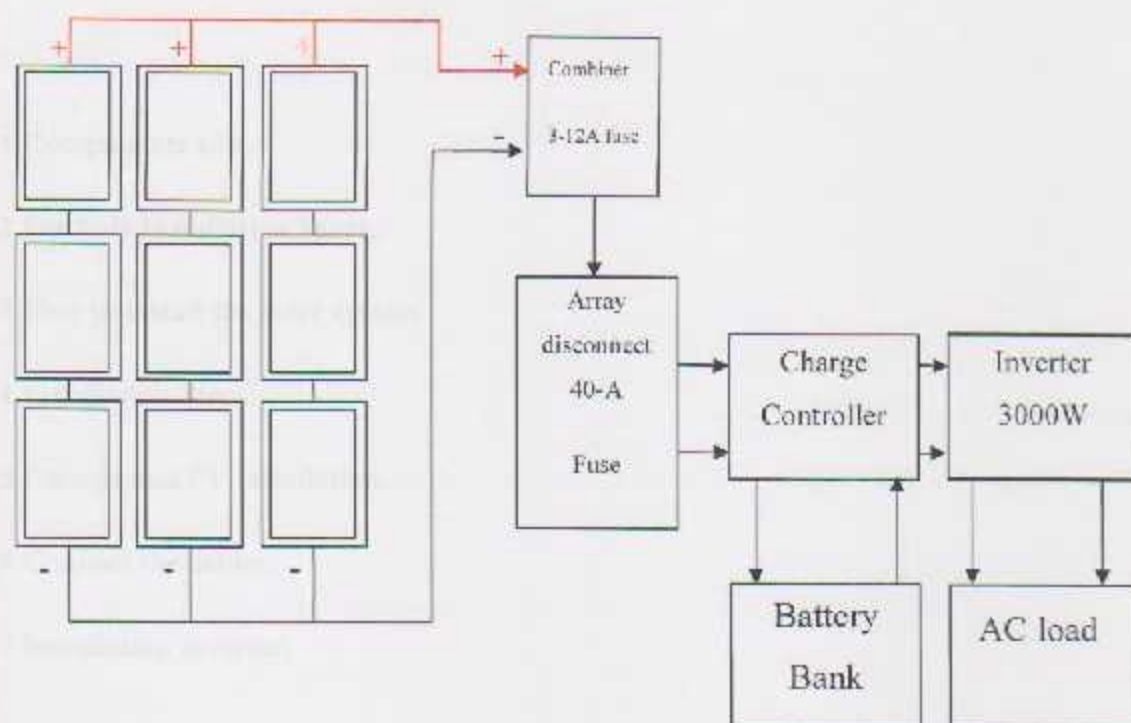 + + + +
Combiner
3-12A fuse
-
Array
disconnect
40-A
Fuse
Charge
Controller
Inverter
3000W
- - -
Battery
Bank
AC load